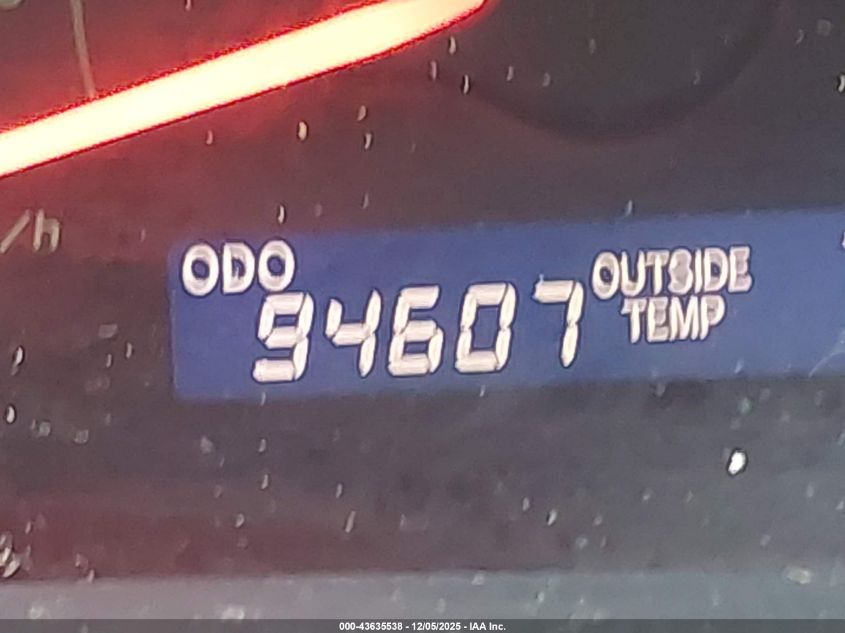 /h
ODO
94607
OUTSIDE
TEMP
000-43635538 - 12/05/2025 - IAA Inc.